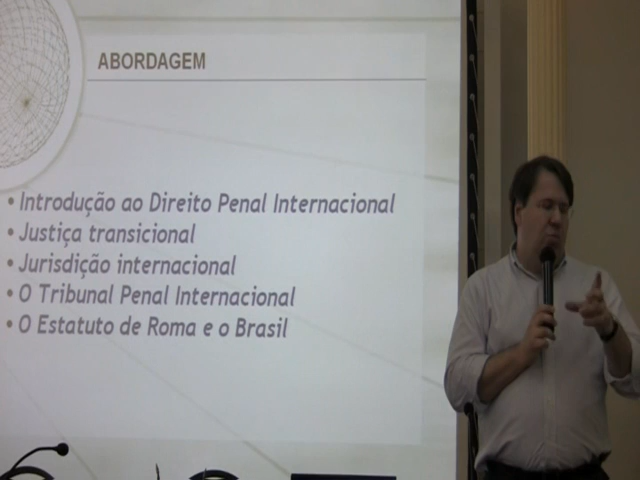 ABORDAGEM
• Introdução ao Direito Penal Internacional
• Justiça transicional
• Jurisdição internacional
• O Tribunal Penal Internacional
• O Estatuto de Roma e o Brasil